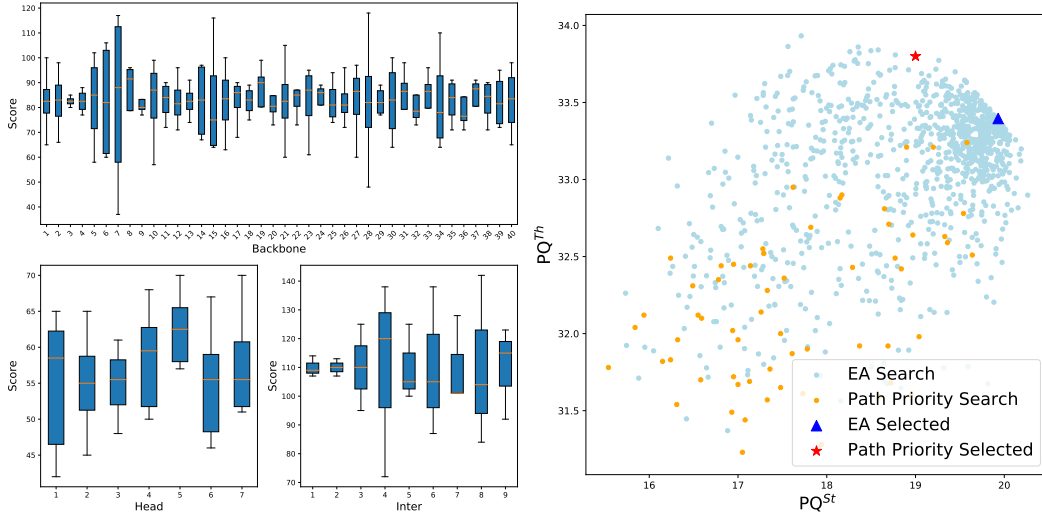 Score
120
110
100
90
80
70
60
50
40
1 2 3 4 5 6 7 8 9 10 11 12 13 14 15 16 17 18 19 20 21 22 23 24 25 26 27 28 29 30 31 32 33 34 35 36 37 38 39 40
Backbone
Score
70
65
60
55
50
45
1 2 3 4 5 6 7
Head
Score
140
130
120
110
100
90
80
70
1 2 3 4 5 6 7 8 9
Inter
PQ^Th
34.0
33.5
33.0
32.5
32.0
31.5
16 17 18 19 20
PQ^St
EA Search
Path Priority Search
EA Selected
Path Priority Selected